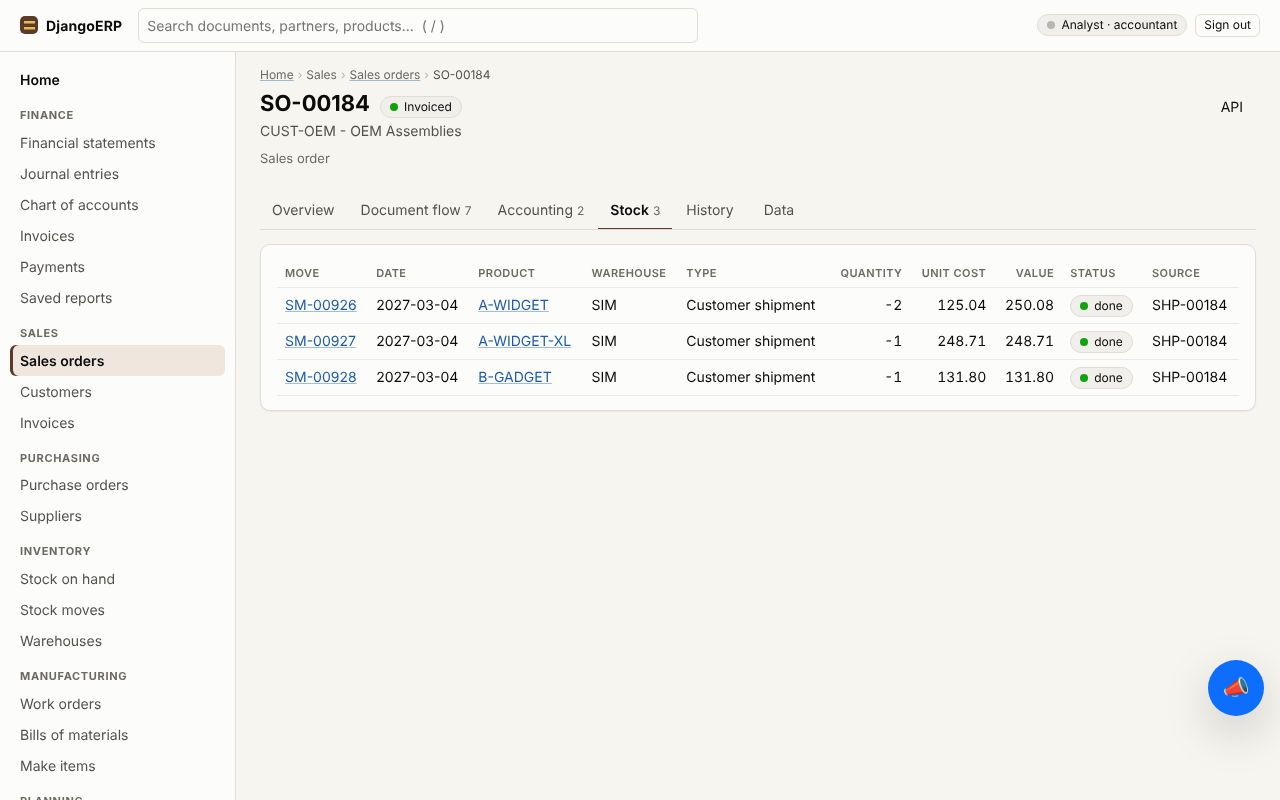 DjangoERP
Search documents, partners, products... ( / )
Analyst · accountant
Sign out
Home
FINANCE
Financial statements
Journal entries
Chart of accounts
Invoices
Payments
Saved reports
SALES
Sales orders
Customers
Invoices
PURCHASING
Purchase orders
Suppliers
INVENTORY
Stock on hand
Stock moves
Warehouses
MANUFACTURING
Work orders
Bills of materials
Make items
PLANNING
Home › Sales › Sales orders › SO-00184
SO-00184 Invoiced
API
CUST-OEM - OEM Assemblies
Sales order
Overview Document flow 7 Accounting 2 Stock 3 History Data
MOVE DATE PRODUCT WAREHOUSE TYPE QUANTITY UNIT COST VALUE STATUS SOURCE
SM-00926 2027-03-04 A-WIDGET SIM Customer shipment -2 125.04 250.08 done SHP-00184
SM-00927 2027-03-04 A-WIDGET-XL SIM Customer shipment -1 248.71 248.71 done SHP-00184
SM-00928 2027-03-04 B-GADGET SIM Customer shipment -1 131.80 131.80 done SHP-00184